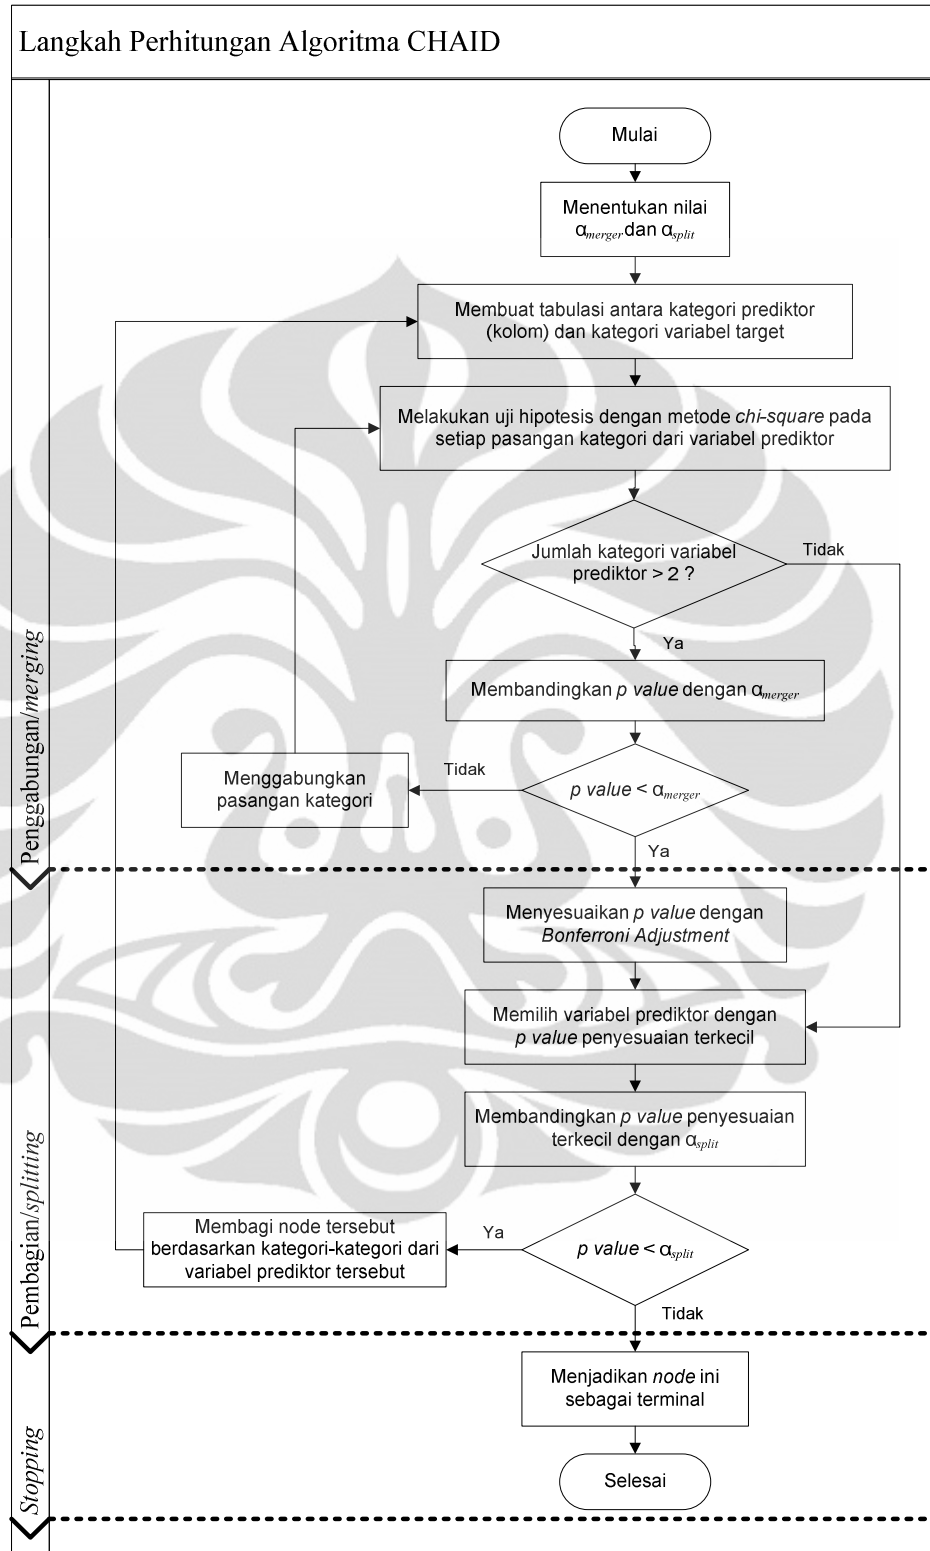 Langkah Perhitungan Algoritma CHAID
Mulai
Menentukan nilai
αmerger dan αsplit
Membuat tabulasi antara kategori prediktor
(kolom) dan kategori variabel target
Melakukan uji hipotesis dengan metode chi-square pada
setiap pasangan kategori dari variabel prediktor
Jumlah kategori variabel
prediktor > 2 ?
Tidak
Ya
Membandingkan p value dengan αmerger
Menggabungkan
pasangan kategori
Tidak
p value < αmerger
Ya
Penggabungan/merging
Menyesuaikan p value dengan
Bonferroni Adjustment
Memilih variabel prediktor dengan
p value penyesuaian terkecil
Membandingkan p value penyesuaian
terkecil dengan αsplit
Membagi node tersebut
berdasarkan kategori-kategori dari
variabel prediktor tersebut
Ya
p value < αsplit
Tidak
Pembagian/splitting
Menjadikan node ini
sebagai terminal
Selesai
Stopping